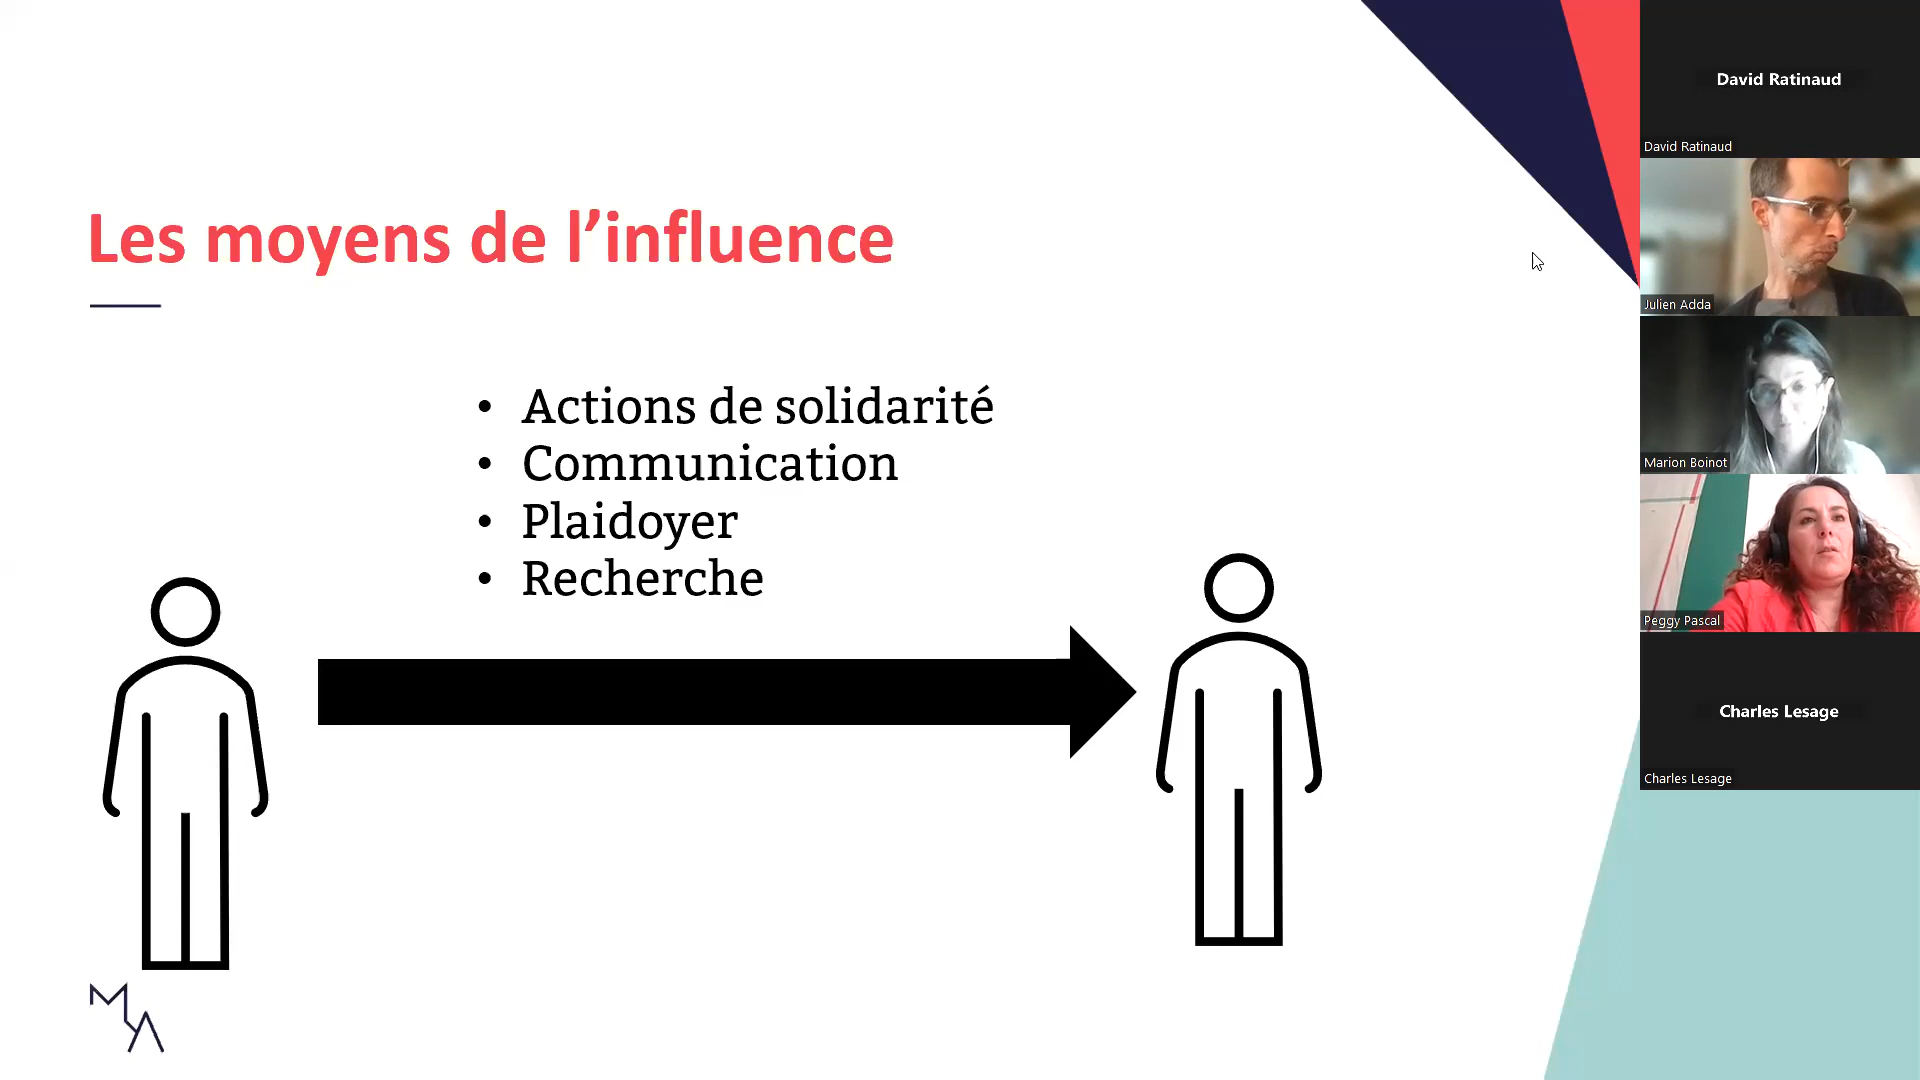 Les moyens de l’influence
• Actions de solidarité
• Communication
• Plaidoyer
• Recherche
David Ratinaud
David Ratinaud
Julien Adda
Marion Boinot
Peggy Pascal
Charles Lesage
Charles Lesage